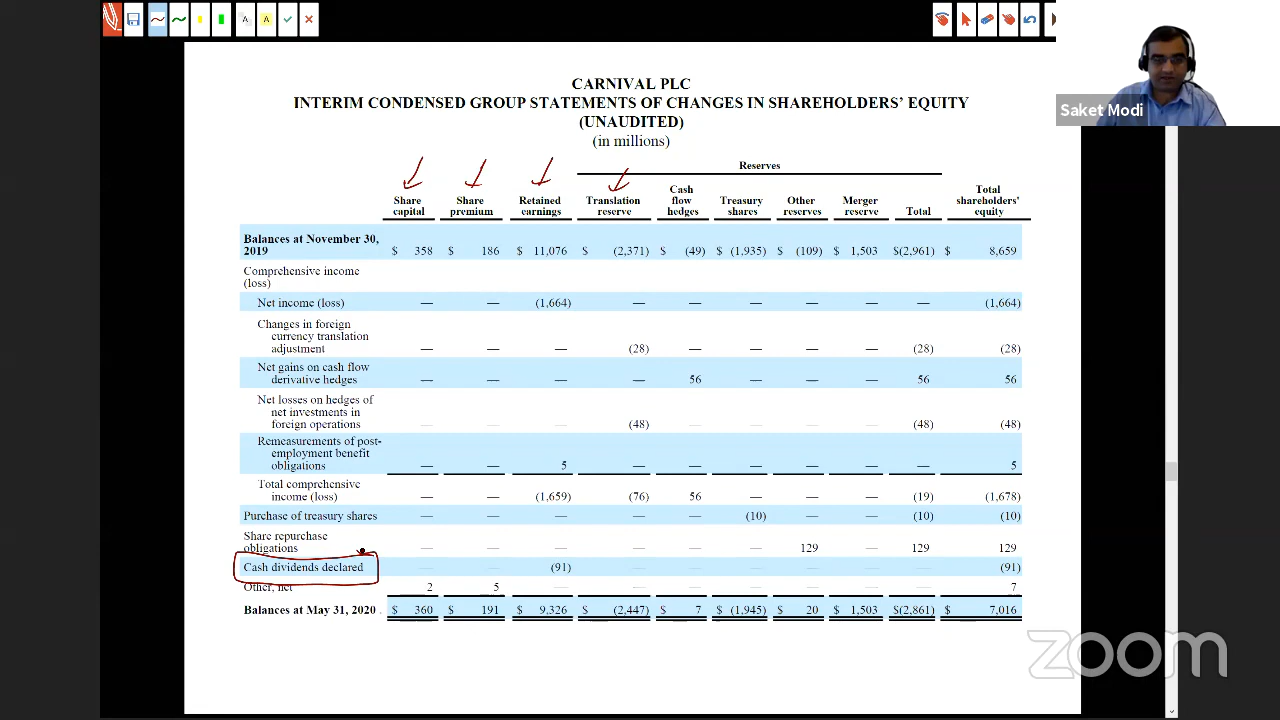 Saket Modi
CARNIVAL PLC
INTERIM CONDENSED GROUP STATEMENTS OF CHANGES IN SHAREHOLDERS' EQUITY
(UNAUDITED)
(in millions)
Reserves
Share capital Share premium Retained earnings Translation reserve Cash flow hedges Treasury shares Other reserves Merger reserve Total Total shareholders' equity
Balances at November 30,
2019 $ 358 $ 186 $ 11,076 $ (2,371) $ (49) $ (1,935) $ (109) $ 1,503 $(2,961) $ 8,659
Comprehensive income
(loss)
Net income (loss) — — (1,664) — — — — — — (1,664)
Changes in foreign
currency translation
adjustment — — — (28) — — — — (28) (28)
Net gains on cash flow
derivative hedges — — — — 56 — — — 56 56
Net losses on hedges of
net investments in
foreign operations — — — (48) — — — — (48) (48)
Remeasurements of post-
employment benefit
obligations — — 5 — — — — — — 5
Total comprehensive
income (loss) — — (1,659) (76) 56 — — — (19) (1,678)
Purchase of treasury shares — — — — — (10) — — (10) (10)
Share repurchase
obligations — — — — — — 129 — 129 129
Cash dividends declared — — (91) — — — — — — (91)
Other, net 2 5 — — — — — — — 7
Balances at May 31, 2020 $ 360 $ 191 $ 9,326 $ (2,447) $ 7 $ (1,945) $ 20 $ 1,503 $(2,861) $ 7,016
zoom
A A